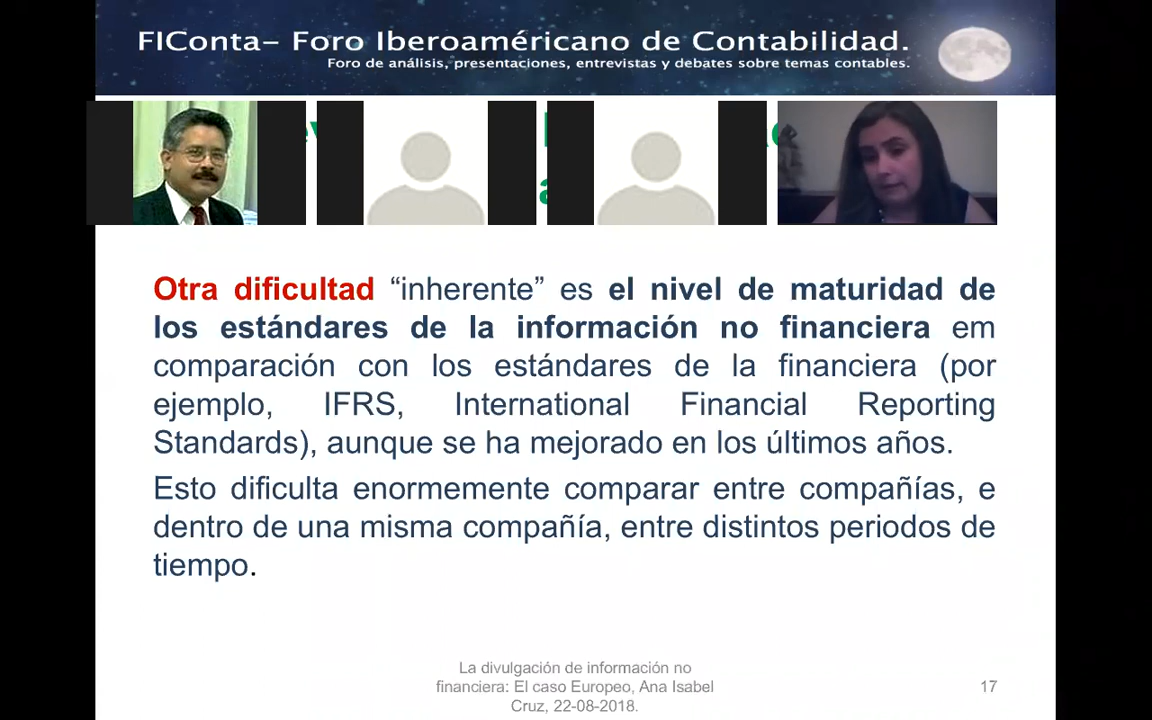 FIConta– Foro Iberoaméricano de Contabilidad.
Foro de análisis, presentaciones, entrevistas y debates sobre temas contables.
Otra dificultad “inherente” es el nivel de maturidad de
los estándares de la información no financiera em
comparación con los estándares de la financiera (por
ejemplo, IFRS, International Financial Reporting
Standards), aunque se ha mejorado en los últimos años.
Esto dificulta enormemente comparar entre compañías, e
dentro de una misma compañía, entre distintos periodos de
tiempo.
La divulgación de información no
financiera: El caso Europeo, Ana Isabel
Cruz, 22-08-2018.
17